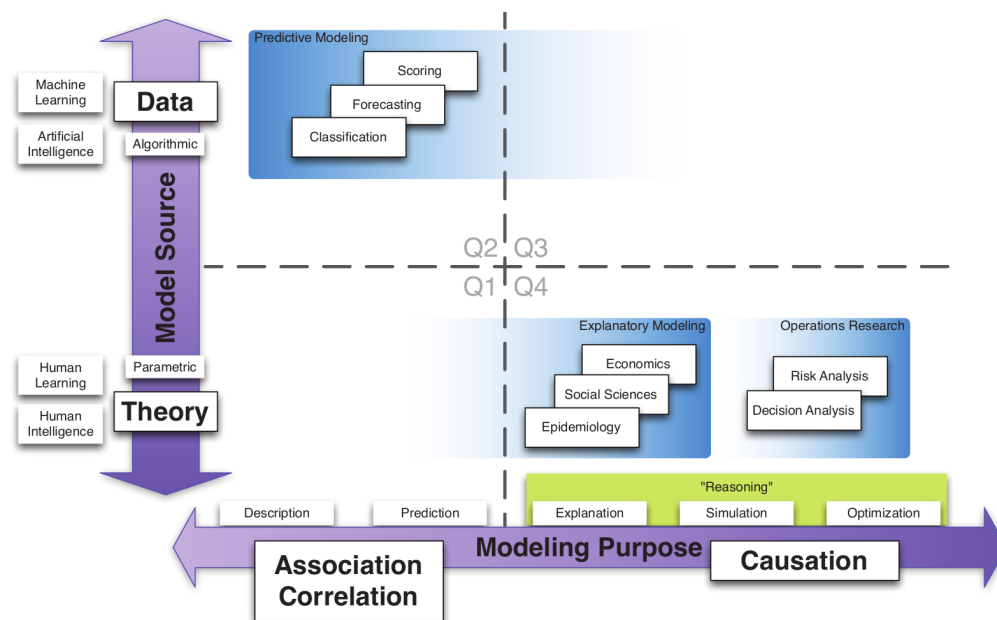 Predictive Modeling
Scoring
Forecasting
Classification
Machine
Learning
Data
Artificial
Intelligence
Algorithmic
Model Source
Q2 Q3
Q1 Q4
Explanatory Modeling
Operations Research
Economics
Social Sciences
Epidemiology
Risk Analysis
Decision Analysis
Human
Learning
Parametric
Theory
Human
Intelligence
"Reasoning"
Description
Prediction
Explanation
Simulation
Optimization
Modeling Purpose
Association
Correlation
Causation